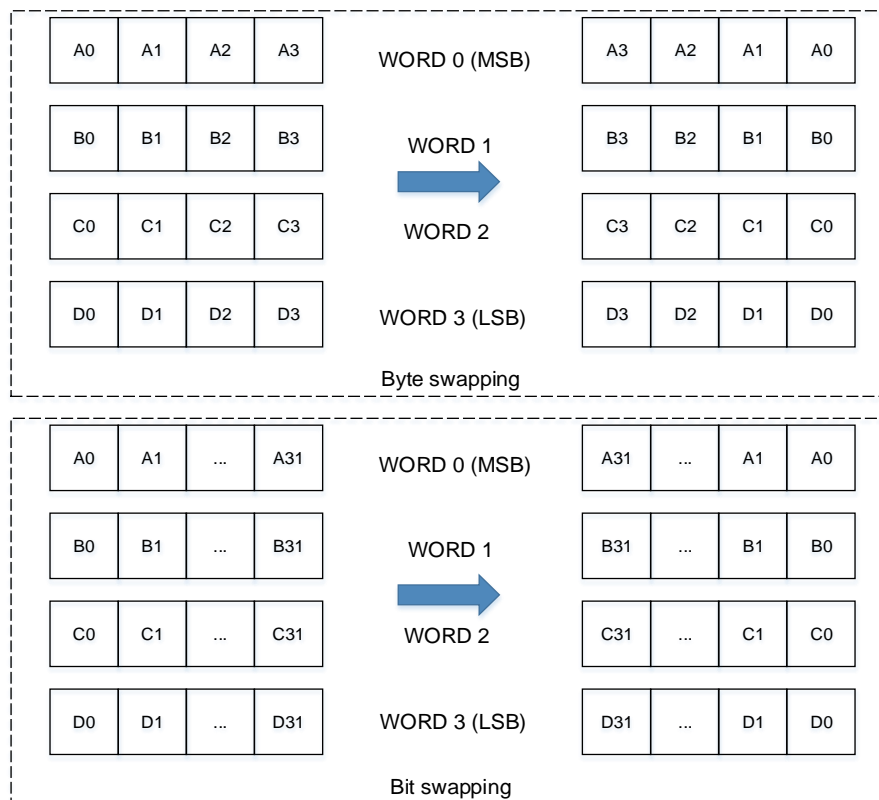 A0 A1 A2 A3 WORD 0 (MSB) A3 A2 A1 A0
B0 B1 B2 B3 WORD 1 B3 B2 B1 B0
C0 C1 C2 C3 WORD 2 C3 C2 C1 C0
D0 D1 D2 D3 WORD 3 (LSB) D3 D2 D1 D0
Byte swapping
A0 A1 ... A31 WORD 0 (MSB) A31 ... A1 A0
B0 B1 ... B31 WORD 1 B31 ... B1 B0
C0 C1 ... C31 WORD 2 C31 ... C1 C0
D0 D1 ... D31 WORD 3 (LSB) D31 ... D1 D0
Bit swapping